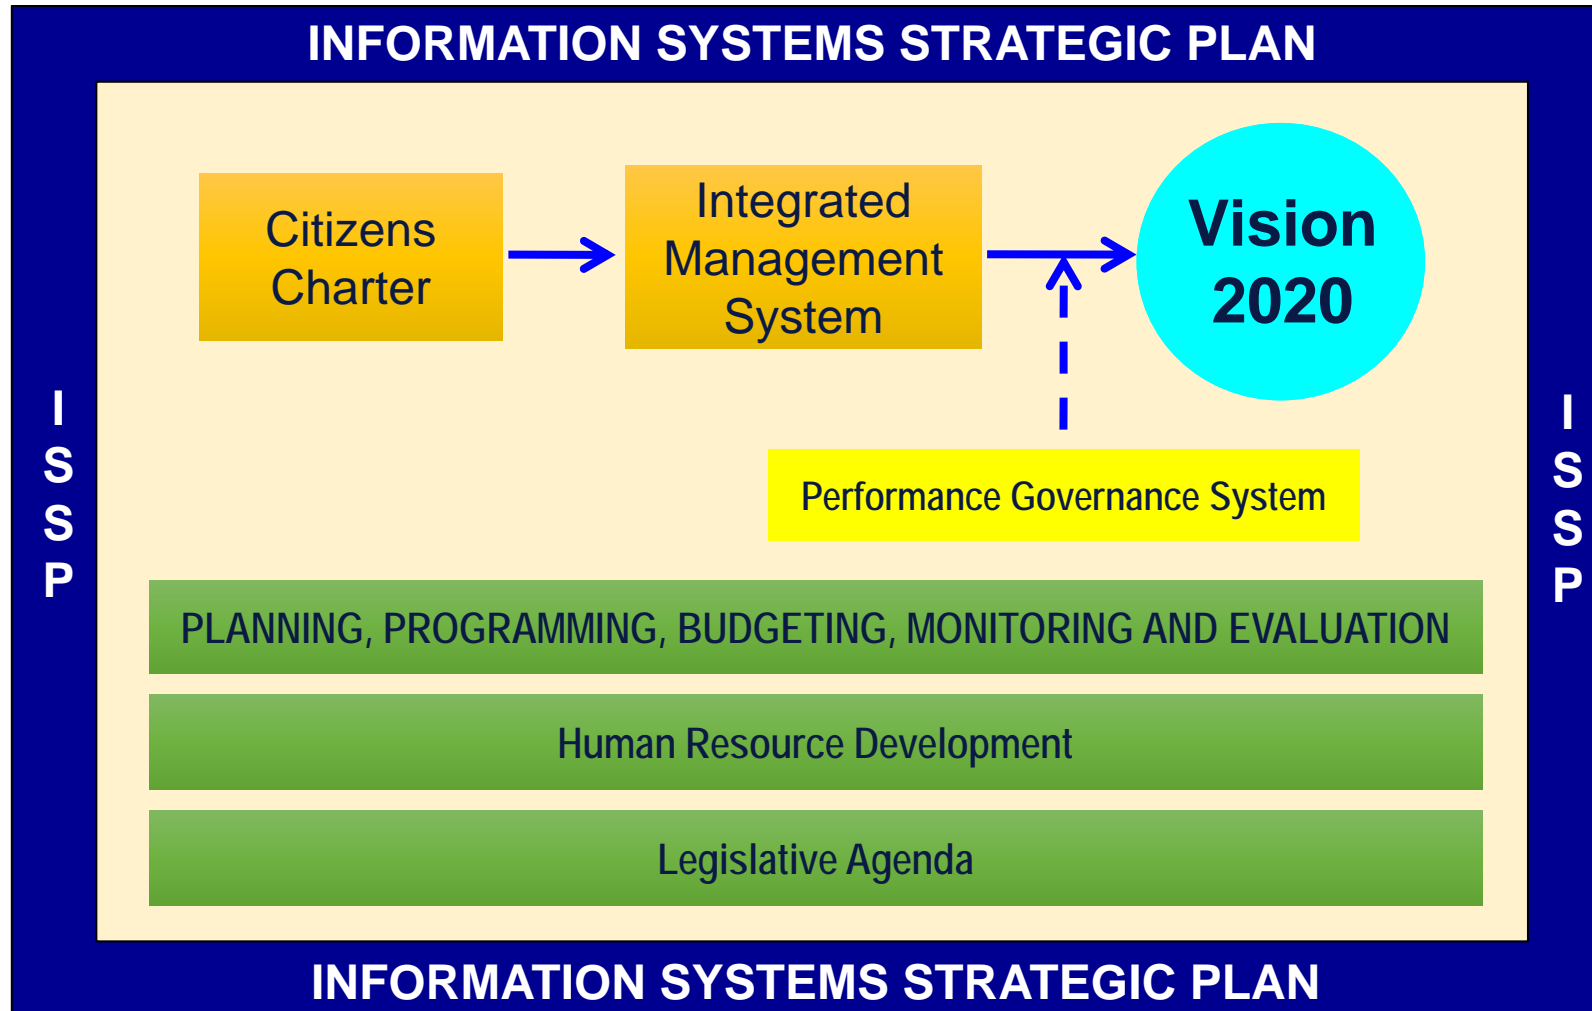 INFORMATION SYSTEMS STRATEGIC PLAN
Citizens
Charter
Integrated
Management
System
Vision
2020
I
S
S
P
I
S
S
P
Performance Governance System
PLANNING, PROGRAMMING, BUDGETING, MONITORING AND EVALUATION
Human Resource Development
Legislative Agenda
INFORMATION SYSTEMS STRATEGIC PLAN